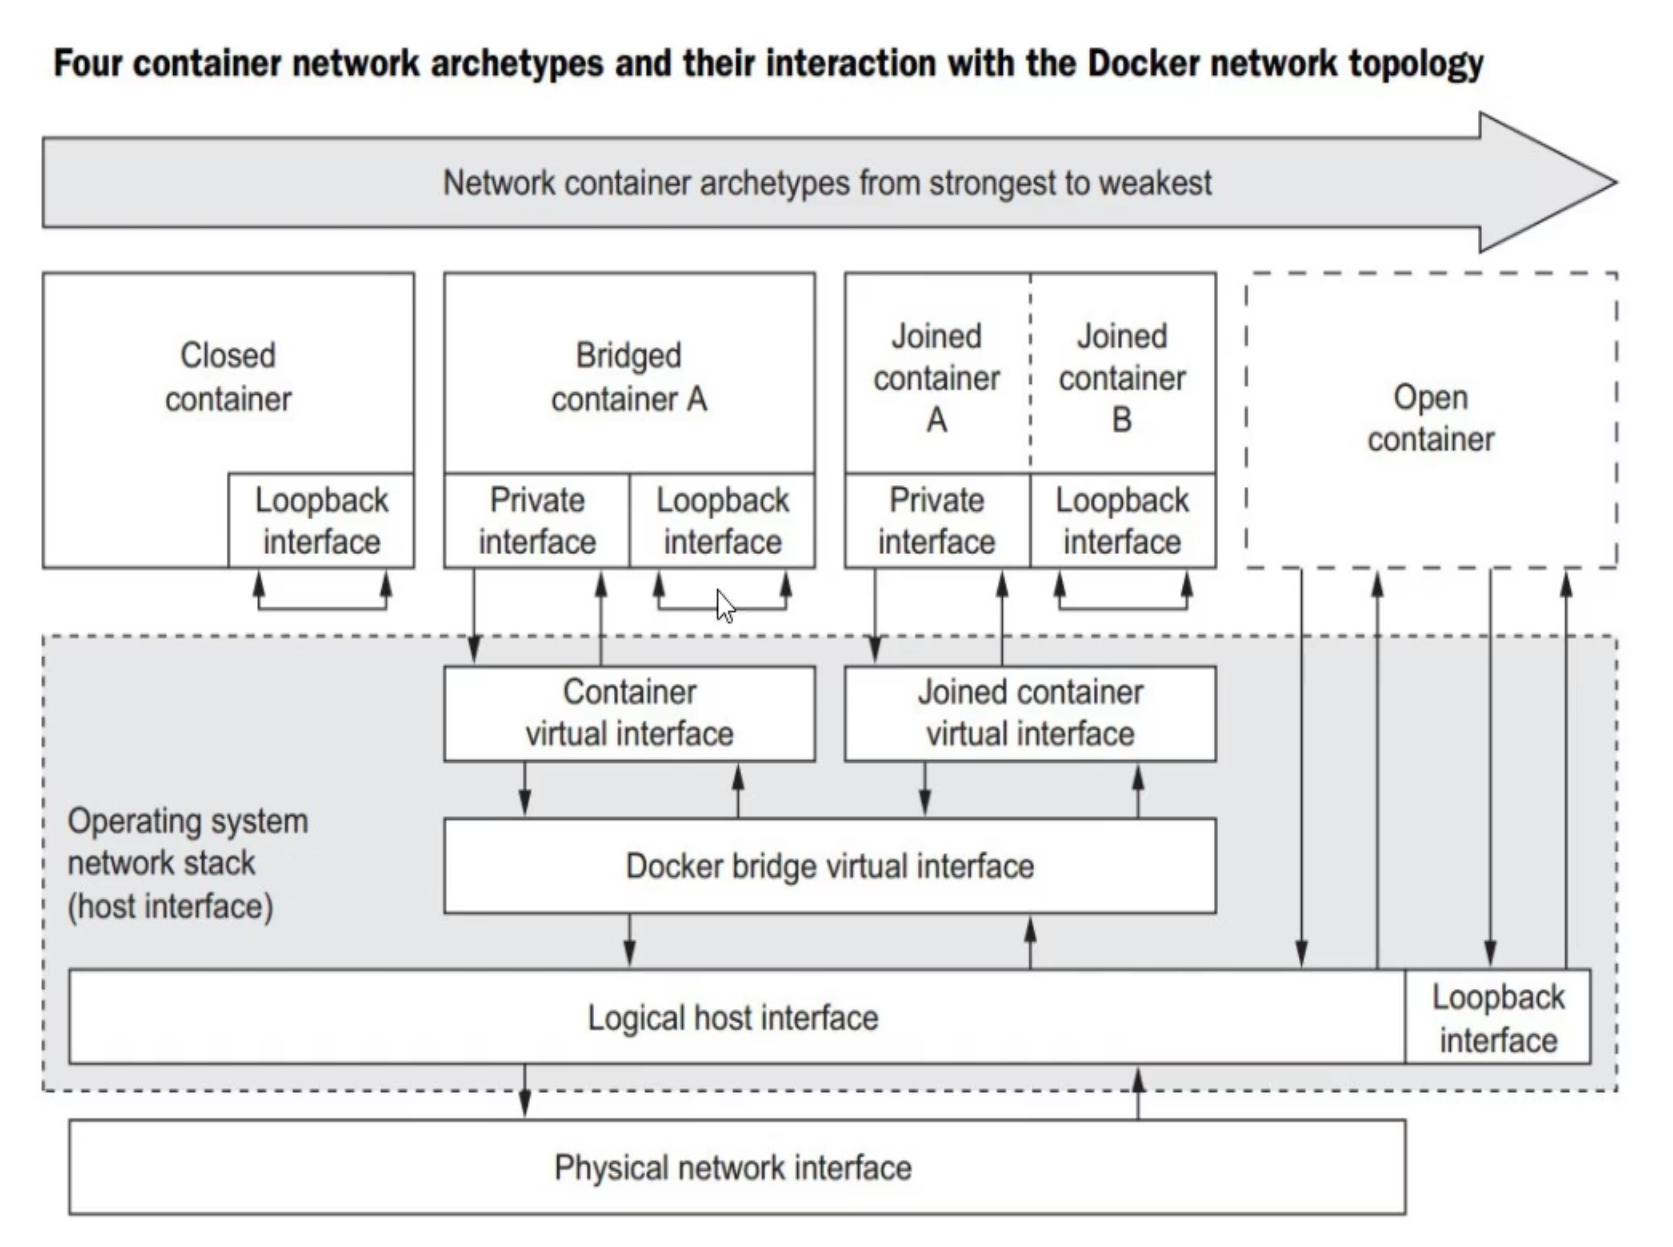 Four container network archetypes and their interaction with the Docker network topology
Network container archetypes from strongest to weakest
Closed
container
Loopback
interface
Bridged
container A
Private
interface
Loopback
interface
Joined
container
A
Joined
container
B
Private
interface
Loopback
interface
Open
container
Container
virtual interface
Joined container
virtual interface
Operating system
network stack
(host interface)
Docker bridge virtual interface
Logical host interface
Loopback
interface
Physical network interface